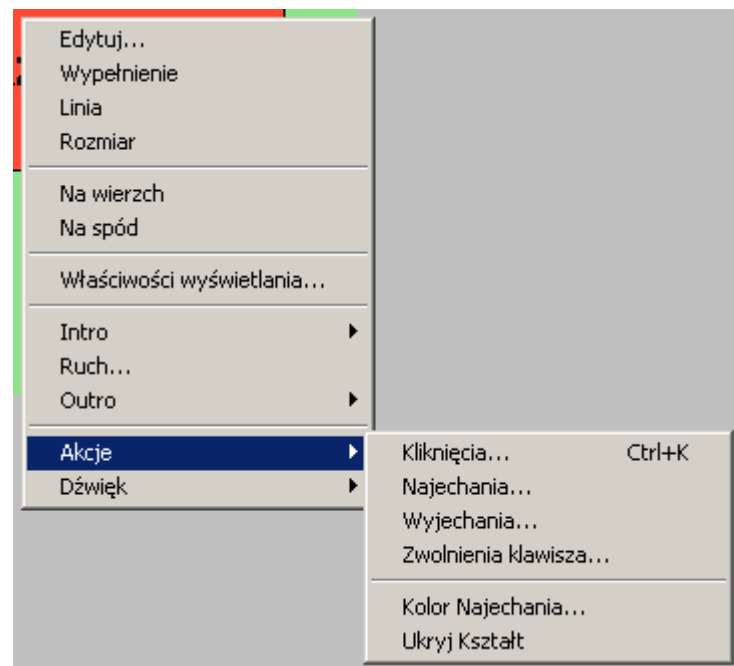 Edytuj...
Wypełnienie
Linia
Rozmiar
Na wierzch
Na spód
Właściwości wyświetlania...
Intro
Ruch...
Outro
Akcje
Dźwięk
Kliknięcia... Ctrl+K
Najechania...
Wyjechania...
Zwolnienia klawisza...
Kolor Najechania...
Ukryj Kształt